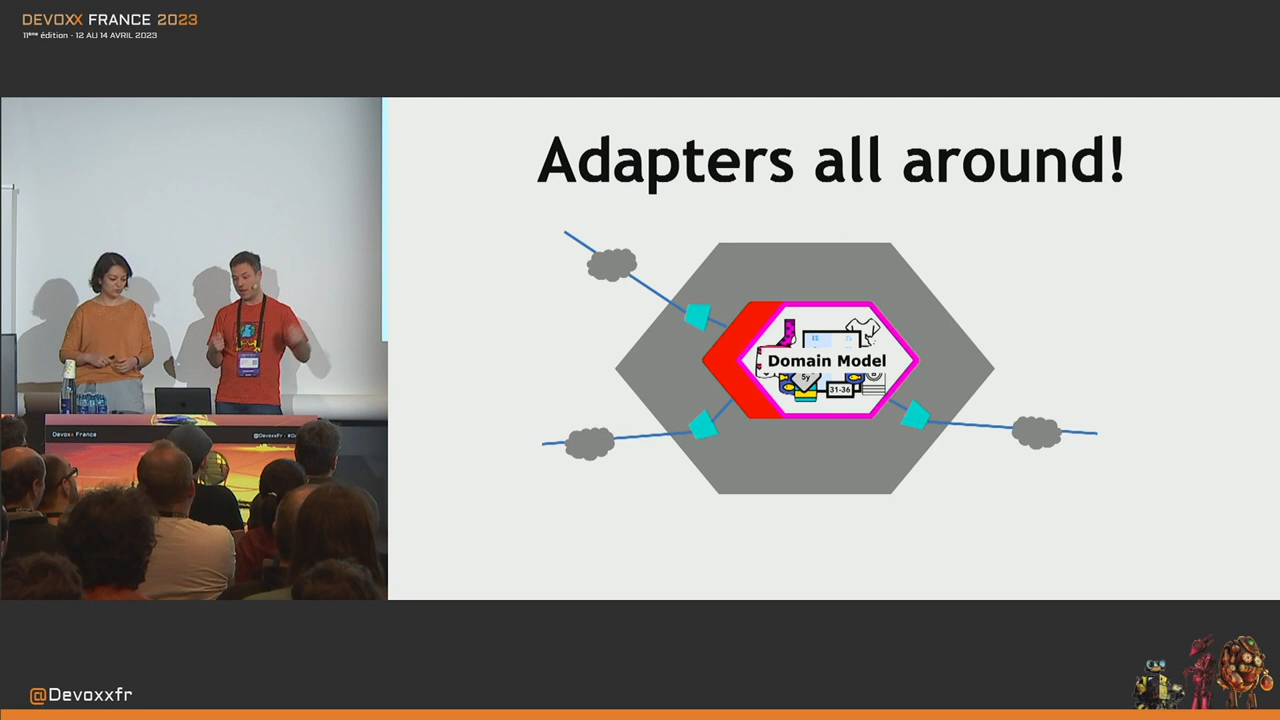 DEVOXX FRANCE 2023
11ème édition - 12 AU 14 AVRIL 2023
Adapters all around!
Domain Model
5y
31-36
Devoxx France
@DevoxxFr
@Devoxxfr